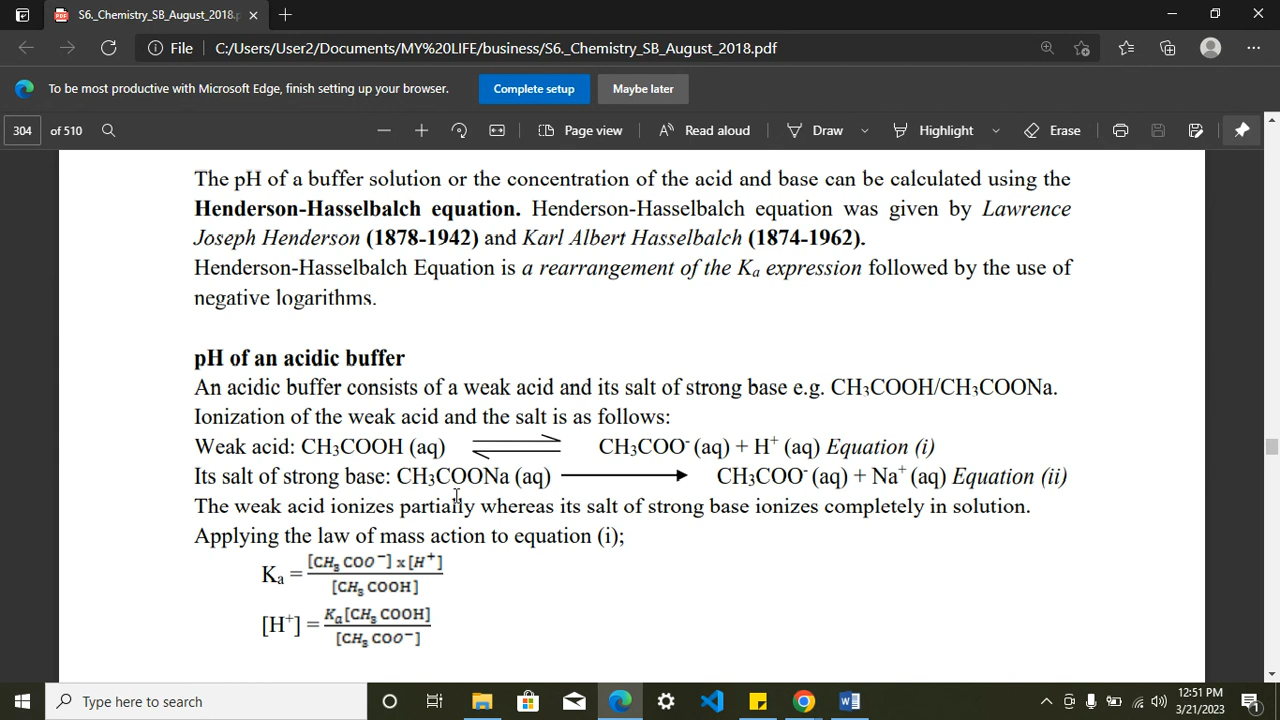 S6._Chemistry_SB_August_2018.p
File C:/Users/User2/Documents/MY%20LIFE/business/S6._Chemistry_SB_August_2018.pdf
To be most productive with Microsoft Edge, finish setting up your browser. Complete setup Maybe later
304 of 510 Page view Read aloud Draw Highlight Erase
The pH of a buffer solution or the concentration of the acid and base can be calculated using the
Henderson-Hasselbalch equation. Henderson-Hasselbalch equation was given by Lawrence
Joseph Henderson (1878-1942) and Karl Albert Hasselbalch (1874-1962).
Henderson-Hasselbalch Equation is a rearrangement of the Kₐ expression followed by the use of
negative logarithms.
pH of an acidic buffer
An acidic buffer consists of a weak acid and its salt of strong base e.g. CH₃COOH/CH₃COONa.
Ionization of the weak acid and the salt is as follows:
Weak acid: CH₃COOH (aq) ⇌ CH₃COO⁻ (aq) + H⁺ (aq) Equation (i)
Its salt of strong base: CH₃COONa (aq) ⟶ CH₃COO⁻ (aq) + Na⁺ (aq) Equation (ii)
The weak acid ionizes partially whereas its salt of strong base ionizes completely in solution.
Applying the law of mass action to equation (i);
Kₐ = [CH₃COO⁻] x [H⁺] / [CH₃COOH]
[H⁺] = Kₐ[CH₃COOH] / [CH₃COO⁻]
Type here to search
12:51 PM
3/21/2023
1